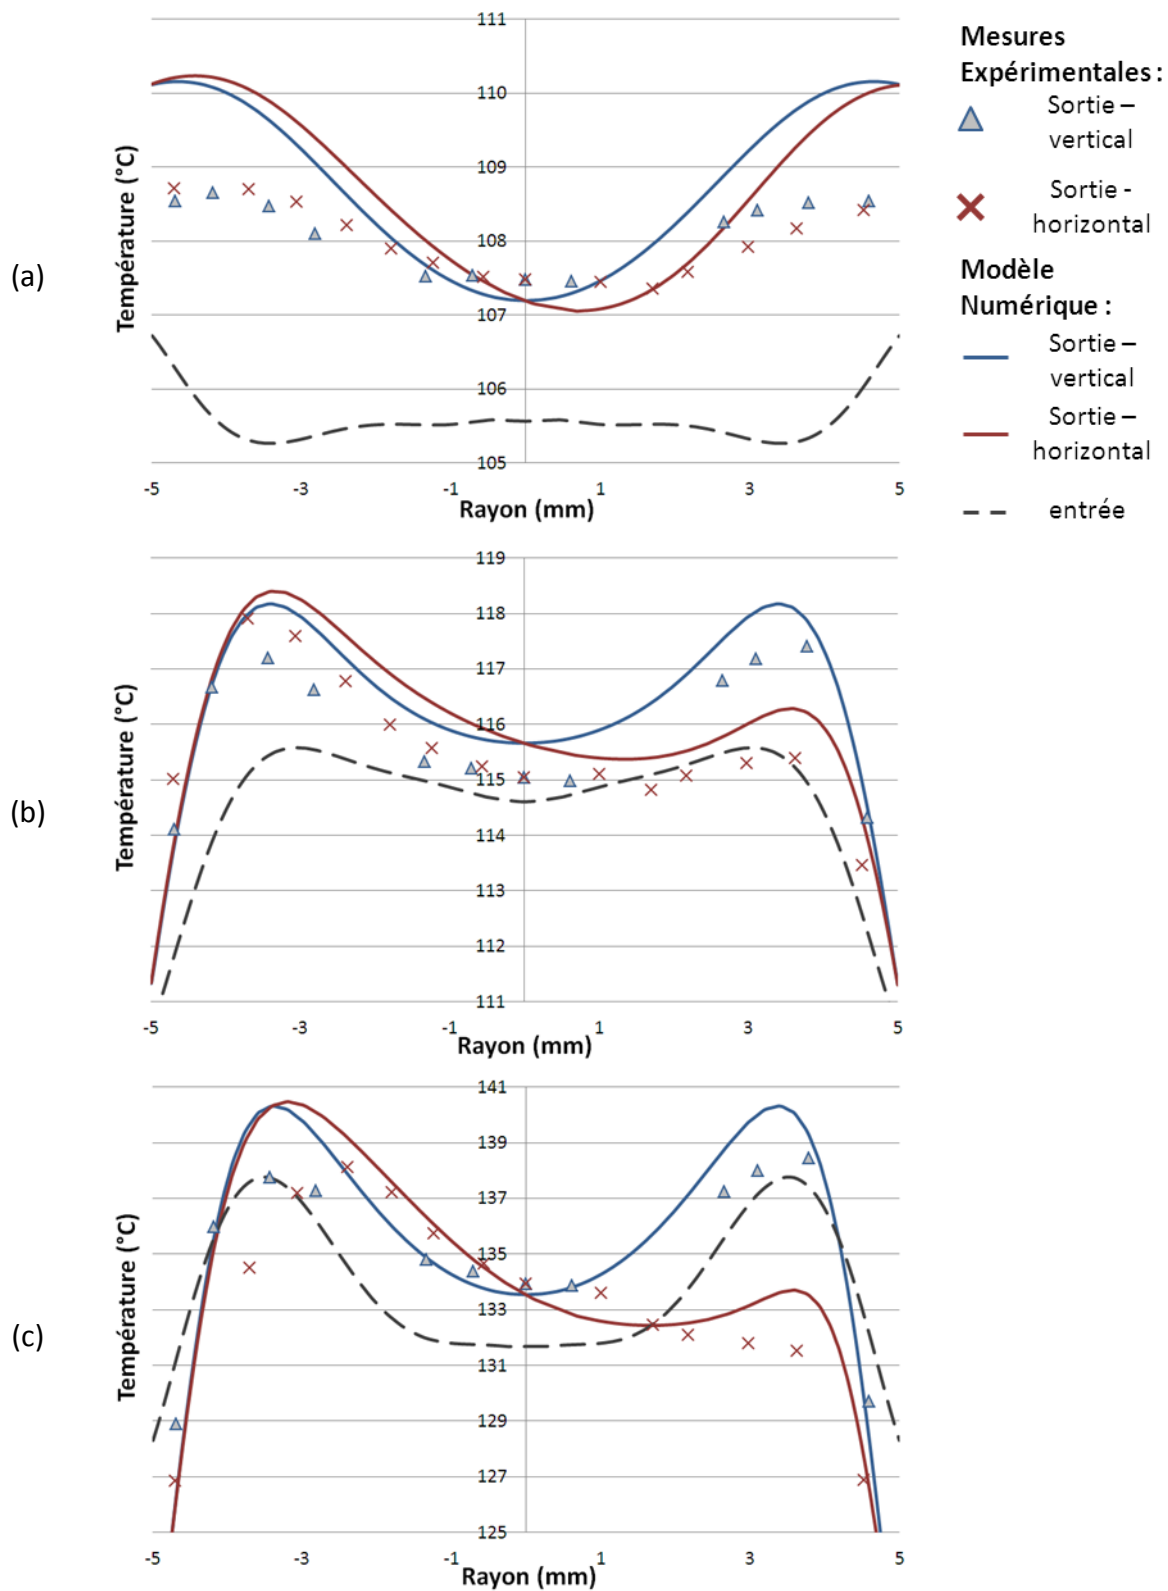 Mesures
Expérimentales :
Sortie –
vertical
Sortie -
horizontal
Modèle
Numérique :
Sortie –
vertical
Sortie –
horizontal
entrée
(a)
Température (°C)
111
110
109
108
107
106
105
-5 -3 -1 1 3 5
Rayon (mm)
(b)
Température (°C)
119
118
117
116
115
114
113
112
111
-5 -3 -1 1 3 5
Rayon (mm)
(c)
Température (°C)
141
139
137
135
133
131
129
127
125
-5 -3 -1 1 3 5
Rayon (mm)